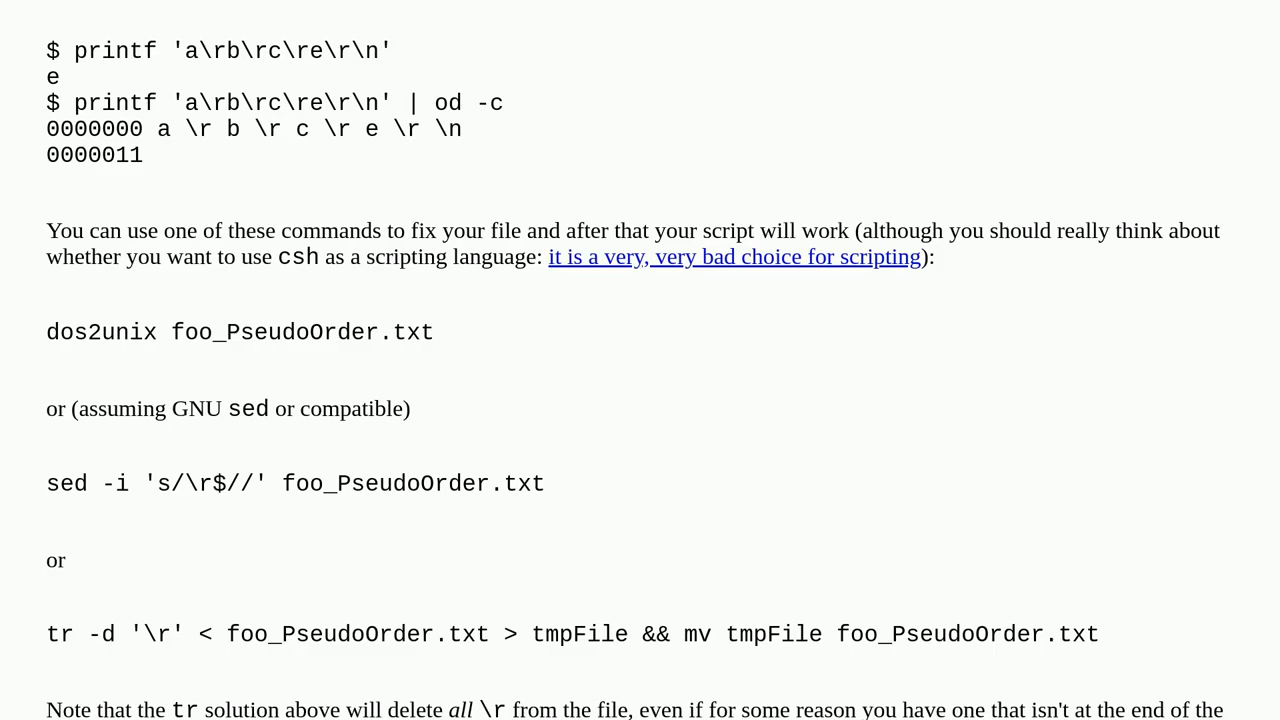 $ printf 'a\rb\rc\re\r\n'
e
$ printf 'a\rb\rc\re\r\n' | od -c
0000000 a \r b \r c \r e \r \n
0000011
You can use one of these commands to fix your file and after that your script will work (although you should really think about
whether you want to use csh as a scripting language: it is a very, very bad choice for scripting):
dos2unix foo_PseudoOrder.txt
or (assuming GNU sed or compatible)
sed -i 's/\r$//' foo_PseudoOrder.txt
or
tr -d '\r' < foo_PseudoOrder.txt > tmpFile && mv tmpFile foo_PseudoOrder.txt
Note that the tr solution above will delete all \r from the file, even if for some reason you have one that isn't at the end of the